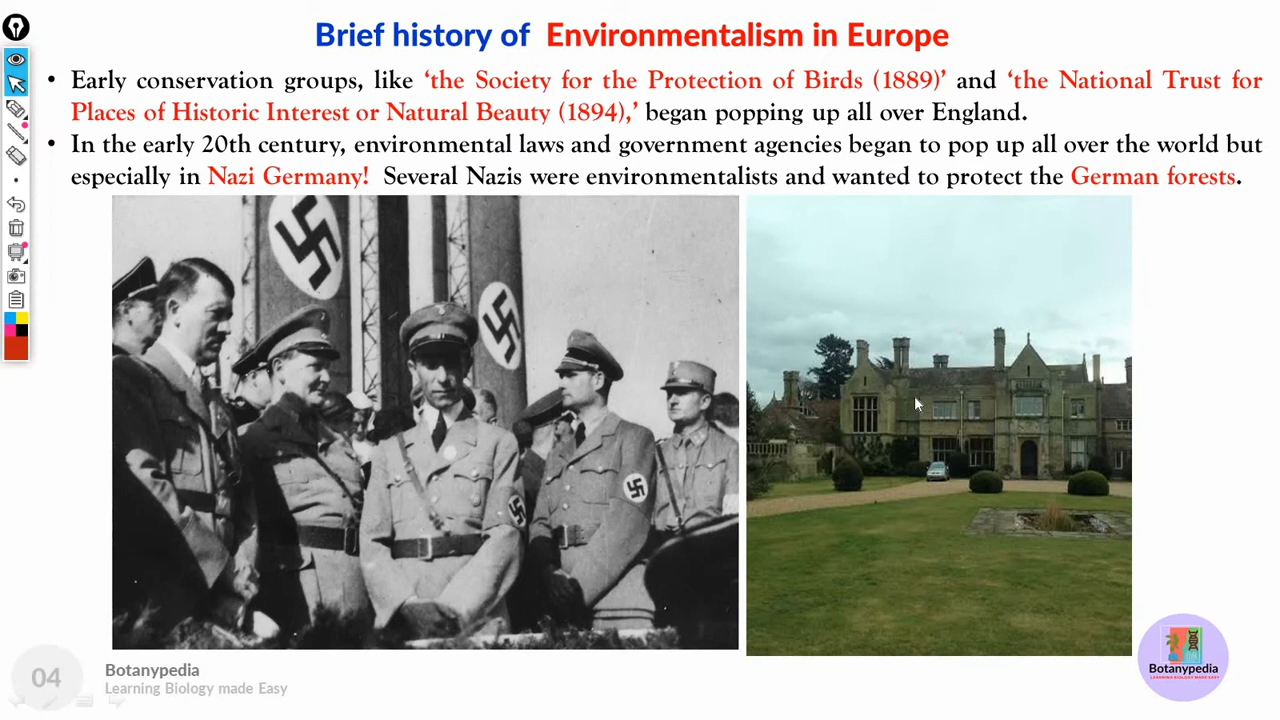 Brief history of Environmentalism in Europe
• Early conservation groups, like ‘the Society for the Protection of Birds (1889)’ and ‘the National Trust for
Places of Historic Interest or Natural Beauty (1894),’ began popping up all over England.
• In the early 20th century, environmental laws and government agencies began to pop up all over the world but
especially in Nazi Germany! Several Nazis were environmentalists and wanted to protect the German forests.
04
Botanypedia
Learning Biology made Easy
Botanypedia
LEARNING BIOLOGY MADE EASY